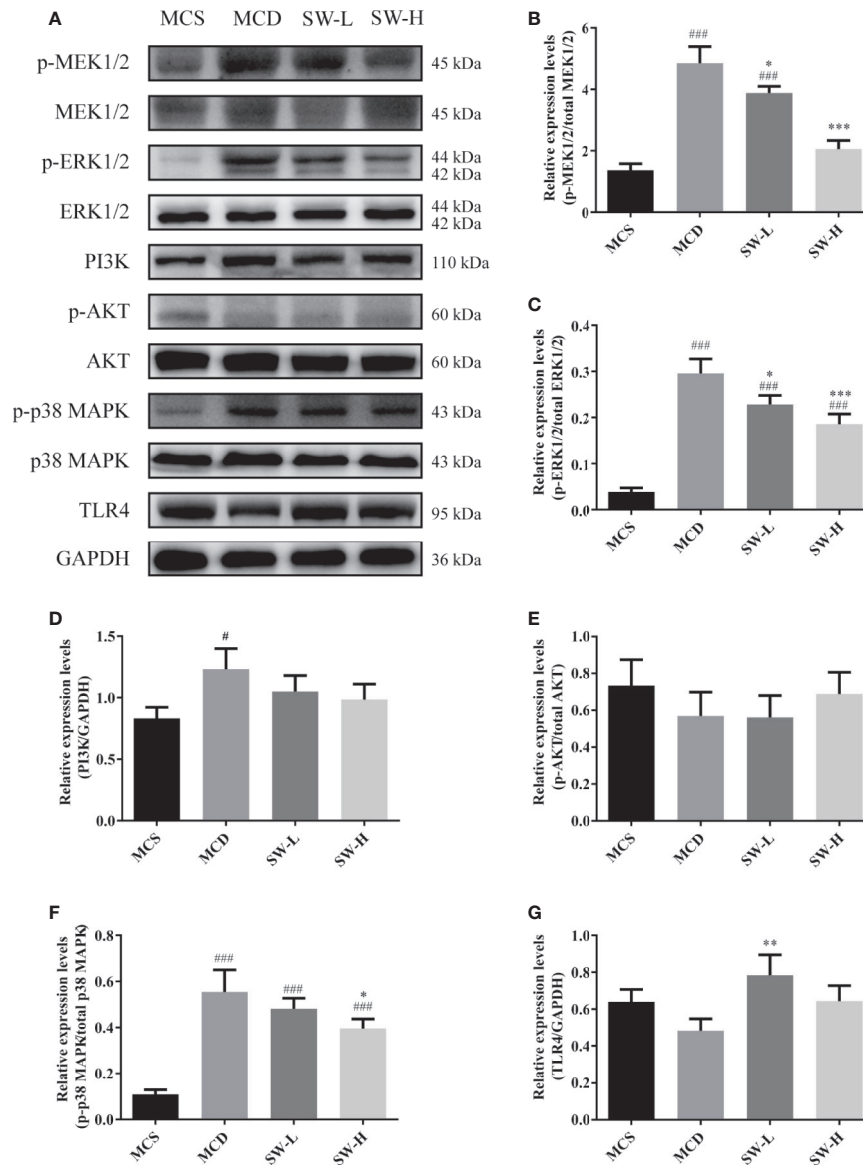 A
MCS MCD SW-L SW-H
p-MEK1/2 45 kDa
MEK1/2 45 kDa
p-ERK1/2 44 kDa
42 kDa
ERK1/2 44 kDa
42 kDa
PI3K 110 kDa
p-AKT 60 kDa
AKT 60 kDa
p-p38 MAPK 43 kDa
p38 MAPK 43 kDa
TLR4 95 kDa
GAPDH 36 kDa
B
Relative expression levels
(p-MEK1/2/total MEK1/2)
6
4
2
0
###
*
###
***
MCS MCD SW-L SW-H
C
Relative expression levels
(p-ERK1/2/total ERK1/2)
0.4
0.3
0.2
0.1
0.0
###
*
###
***
###
MCS MCD SW-L SW-H
D
Relative expression levels
(PI3K/GAPDH)
1.5
1.0
0.5
0.0
#
MCS MCD SW-L SW-H
E
Relative expression levels
(p-AKT/total AKT)
1.0
0.8
0.6
0.4
0.2
0.0
MCS MCD SW-L SW-H
F
Relative expression levels
(p-p38 MAPK/total p38 MAPK)
0.8
0.6
0.4
0.2
0.0
###
###
*
###
MCS MCD SW-L SW-H
G
Relative expression levels
(TLR4/GAPDH)
1.0
0.8
0.6
0.4
0.2
0.0
**
MCS MCD SW-L SW-H